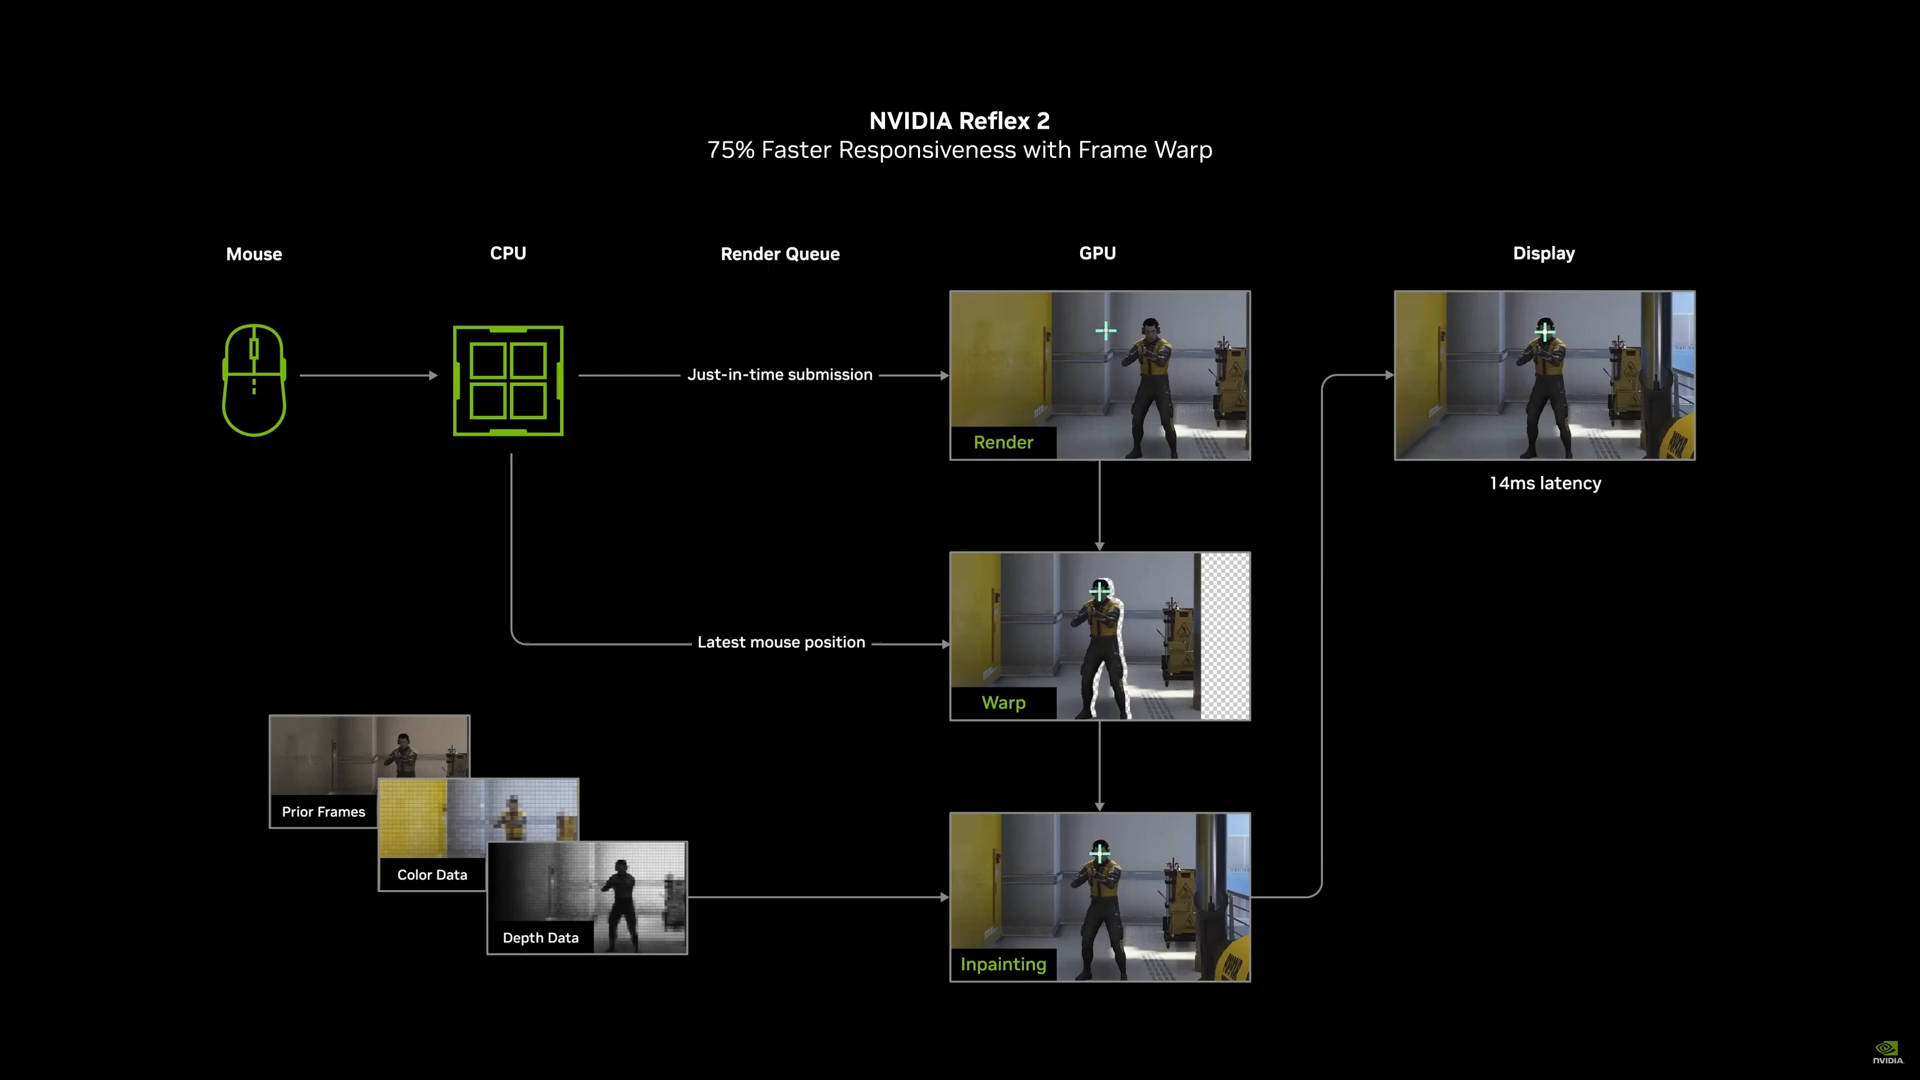 NVIDIA Reflex 2
75% Faster Responsiveness with Frame Warp
Mouse
CPU
Render Queue
GPU
Display
Just-in-time submission
Render
14ms latency
Latest mouse position
Warp
Prior Frames
Color Data
Depth Data
Inpainting
NVIDIA